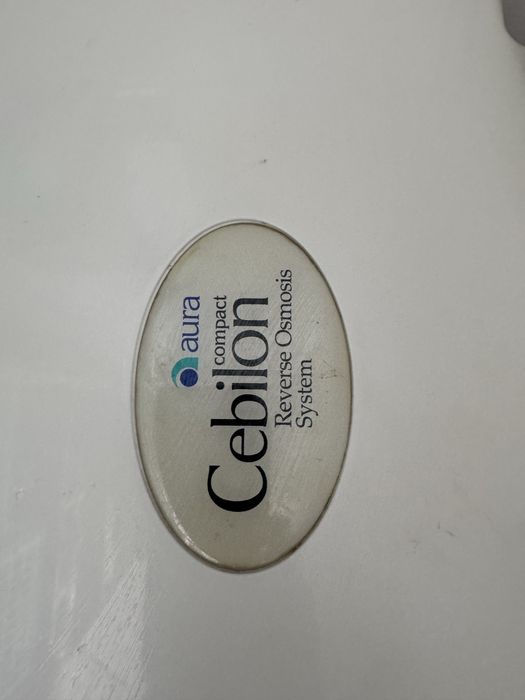 aura
compact
Cebilon
Reverse Osmosis
System